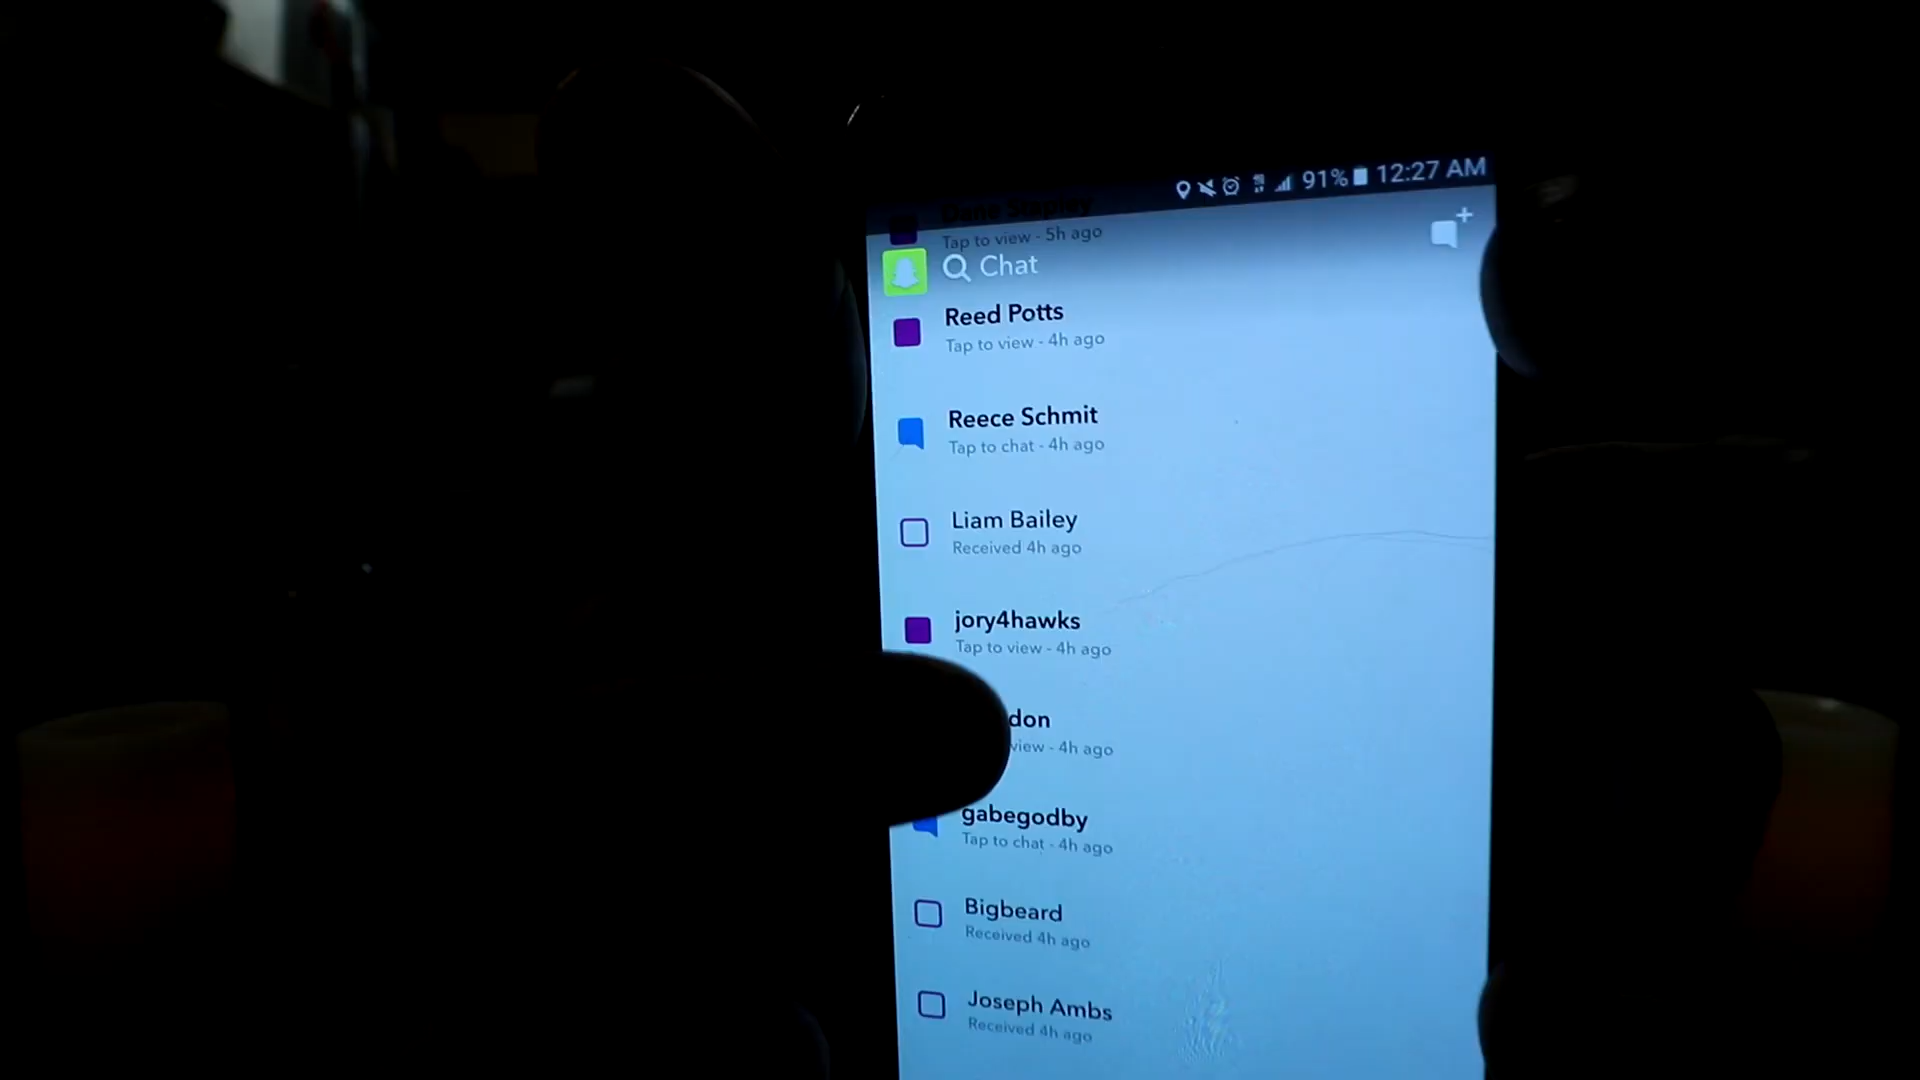 91% 12:27 AM
Dane Stapley
Tap to view - 5h ago
Chat
Reed Potts
Tap to view - 4h ago
Reece Schmit
Tap to chat - 4h ago
Liam Bailey
Received 4h ago
jory4hawks
Tap to view - 4h ago
don
view - 4h ago
gabegodby
Tap to chat - 4h ago
Bigbeard
Received 4h ago
Joseph Ambs
Received 4h ago